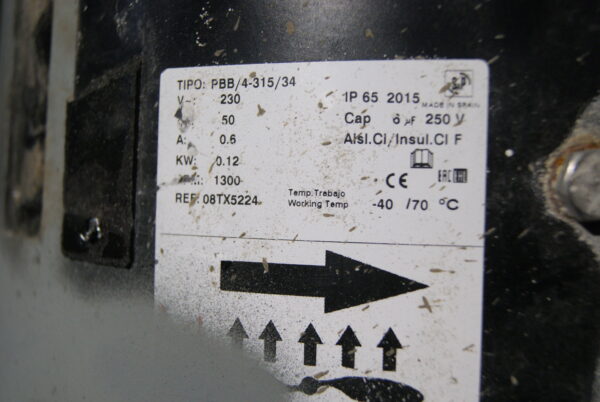 TIPO: PBB/4-315/34
V~: 230
50
A: 0.6
KW: 0.12
1300
REF: 08TX5224
IP 65 2015
MADE IN SPAIN
Cap 6 µF 250 V
Aisl.Cl/Insul.Cl F
CE EAC
Temp.Trabajo
Working Temp -40 /70 °C